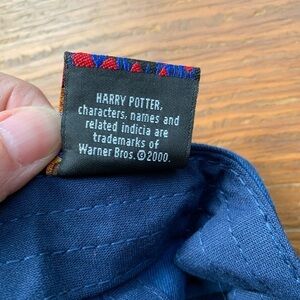 HARRY POTTER,
characters, names and
related indicia are
trademarks of
Warner Bros.©2000.